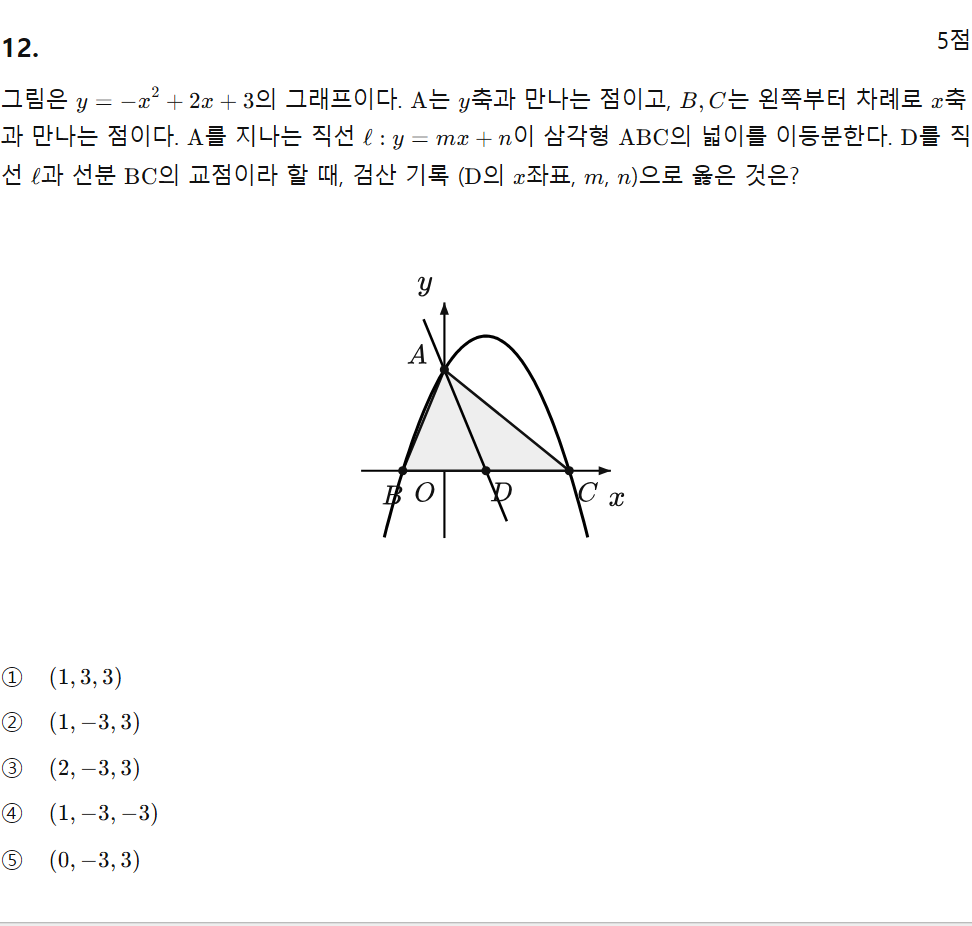 12.
5점
그림은 y = −x² + 2x + 3의 그래프이다. A는 y축과 만나는 점이고, B, C는 왼쪽부터 차례로 x축
과 만나는 점이다. A를 지나는 직선 ℓ : y = mx + n이 삼각형 ABC의 넓이를 이등분한다. D를 직
선 ℓ과 선분 BC의 교점이라 할 때, 검산 기록 (D의 x좌표, m, n)으로 옳은 것은?
y
A
B O D C x
① (1, 3, 3)
② (1, −3, 3)
③ (2, −3, 3)
④ (1, −3, −3)
⑤ (0, −3, 3)